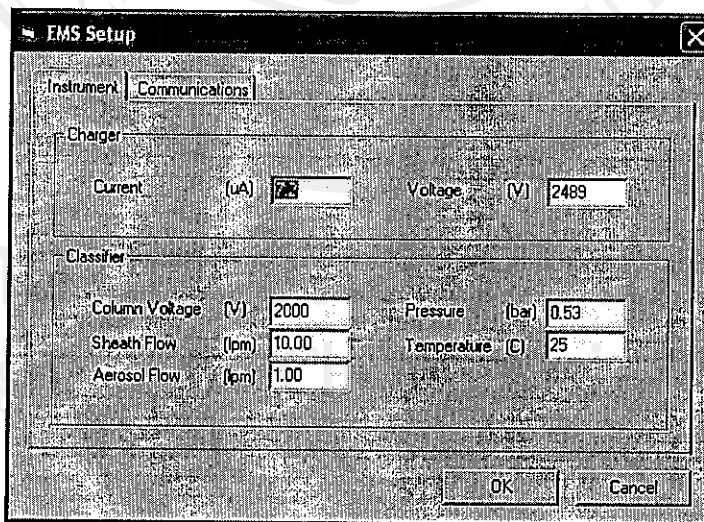 EMS Setup
Instrument Communications
Charger
Current (uA) Voltage (V) 2489
Classifier
Column Voltage (V) 2000 Pressure (bar) 0.53
Sheath Flow (lpm) 10.00 Temperature (C) 25
Aerosol Flow (lpm) 1.00
OK Cancel